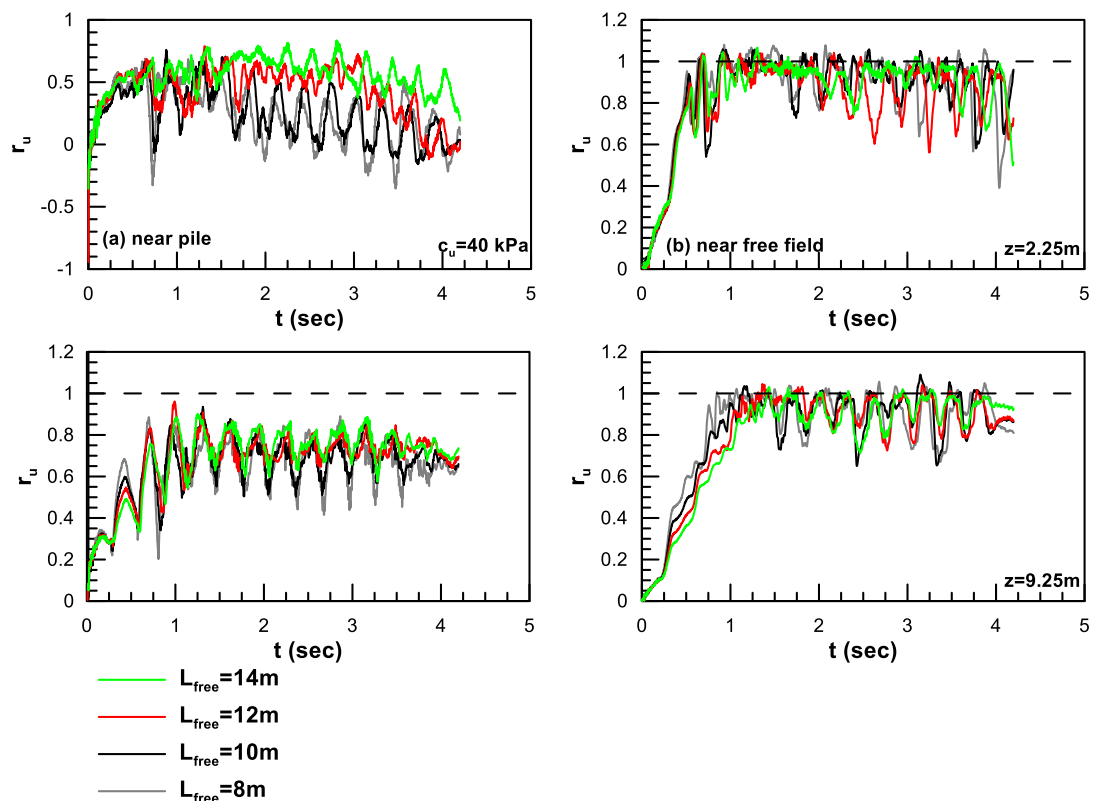 1
0.5
0
-0.5
-1
r_u
(a) near pile
c_u=40 kPa
0 1 2 3 4 5
t (sec)
1.2
1
0.8
0.6
0.4
0.2
0
r_u
(b) near free field
z=2.25m
0 1 2 3 4 5
t (sec)
1.2
1
0.8
0.6
0.4
0.2
0
r_u
0 1 2 3 4 5
t (sec)
1.2
1
0.8
0.6
0.4
0.2
0
r_u
z=9.25m
0 1 2 3 4 5
t (sec)
L_free=14m
L_free=12m
L_free=10m
L_free=8m